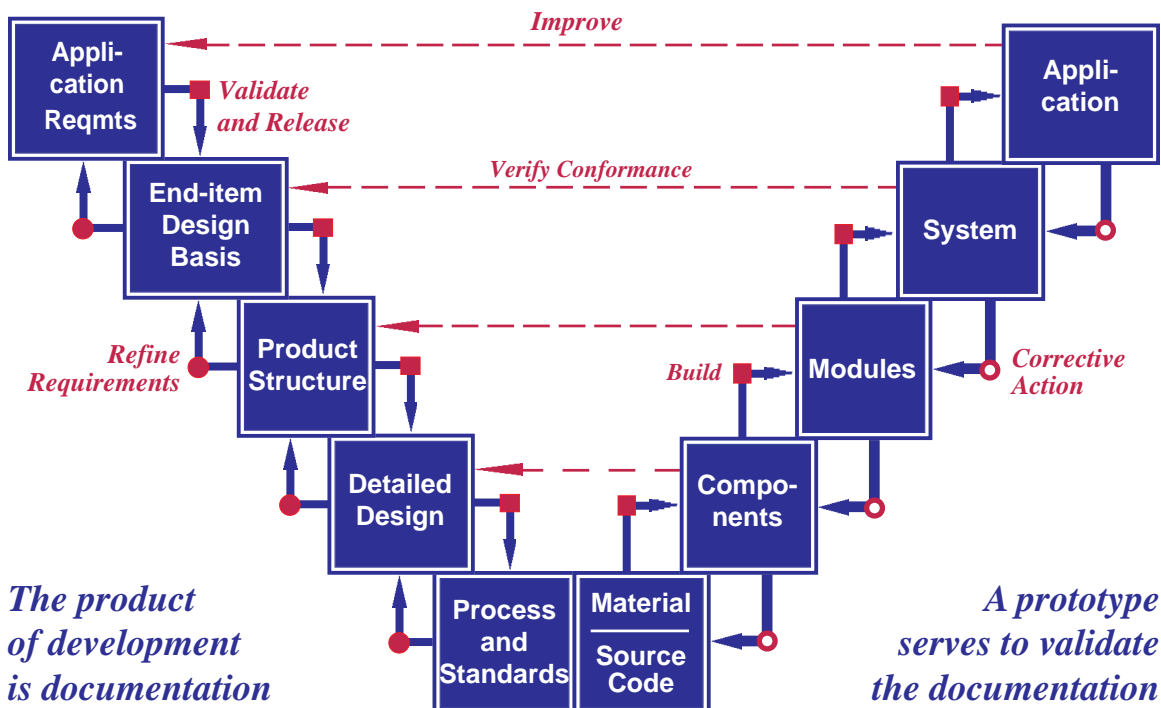 Improve
Appli-
cation
Reqmts
Validate
and Release
Appli-
cation
Verify Conformance
End-item
Design
Basis
System
Refine
Requirements
Product
Structure
Build
Modules
Corrective
Action
Detailed
Design
Compo-
nents
The product
of development
is documentation
Process
and
Standards
Material
Source
Code
A prototype
serves to validate
the documentation